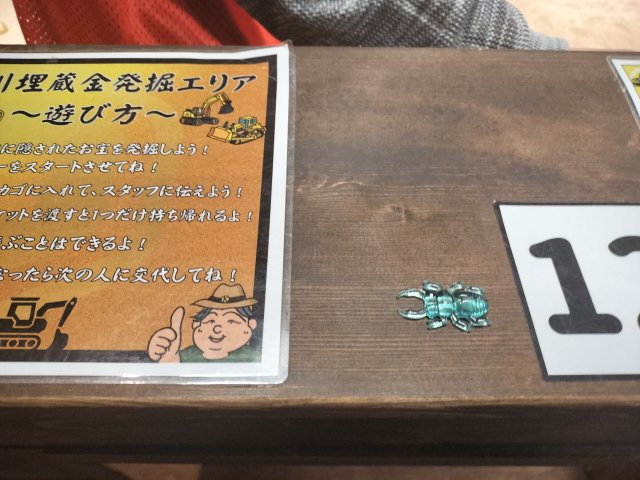 埋蔵金発掘エリア
～遊び方～
に隠されたお宝を発掘しよう！
ーをスタートさせてね！
カゴに入れて、スタッフに伝えよう！
ケットを渡すと1つだけ持ち帰れるよ！
ぶことはできるよ！
なったら次の人に交代してね！
12